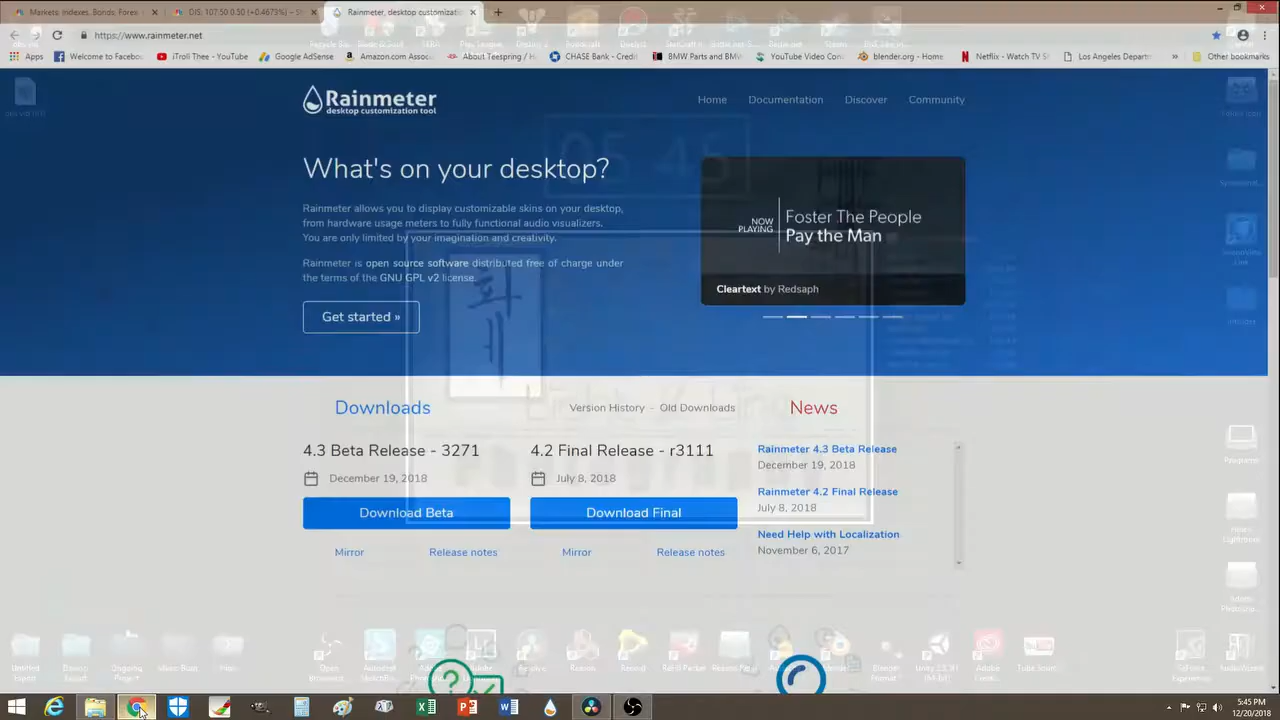 Markets: Indexes, Bonds, Forex
DIS: 107.50 0.50 (+0.4673%) – S
Rainmeter, desktop customizatio
https://www.rainmeter.net
Apps
Welcome to Facebo
iTroll Thee - YouTube
Google AdSense
Amazon.com Assoc
About Teespring / H
CHASE Bank - Credit
BMW Parts and BMW
YouTube Video Conv
blender.org - Home
Netflix - Watch TV S
Los Angeles Depart
Other bookmarks
Rainmeter
desktop customization tool
Home
Documentation
Discover
Community
05 45
What's on your desktop?
Rainmeter allows you to display customizable skins on your desktop,
from hardware usage meters to fully functional audio visualizers.
You are only limited by your imagination and creativity.
Rainmeter is open source software distributed free of charge under
the terms of the GNU GPL v2 license.
Get started »
NOW
PLAYING
Foster The People
Pay the Man
Cleartext by Redsaph
Downloads
Version History - Old Downloads
News
4.3 Beta Release - 3271
December 19, 2018
Download Beta
Mirror
Release notes
4.2 Final Release - r3111
July 8, 2018
Download Final
Mirror
Release notes
Rainmeter 4.3 Beta Release
December 19, 2018
Rainmeter 4.2 Final Release
July 8, 2018
Need Help with Localization
November 6, 2017
5:45 PM
12/20/2018